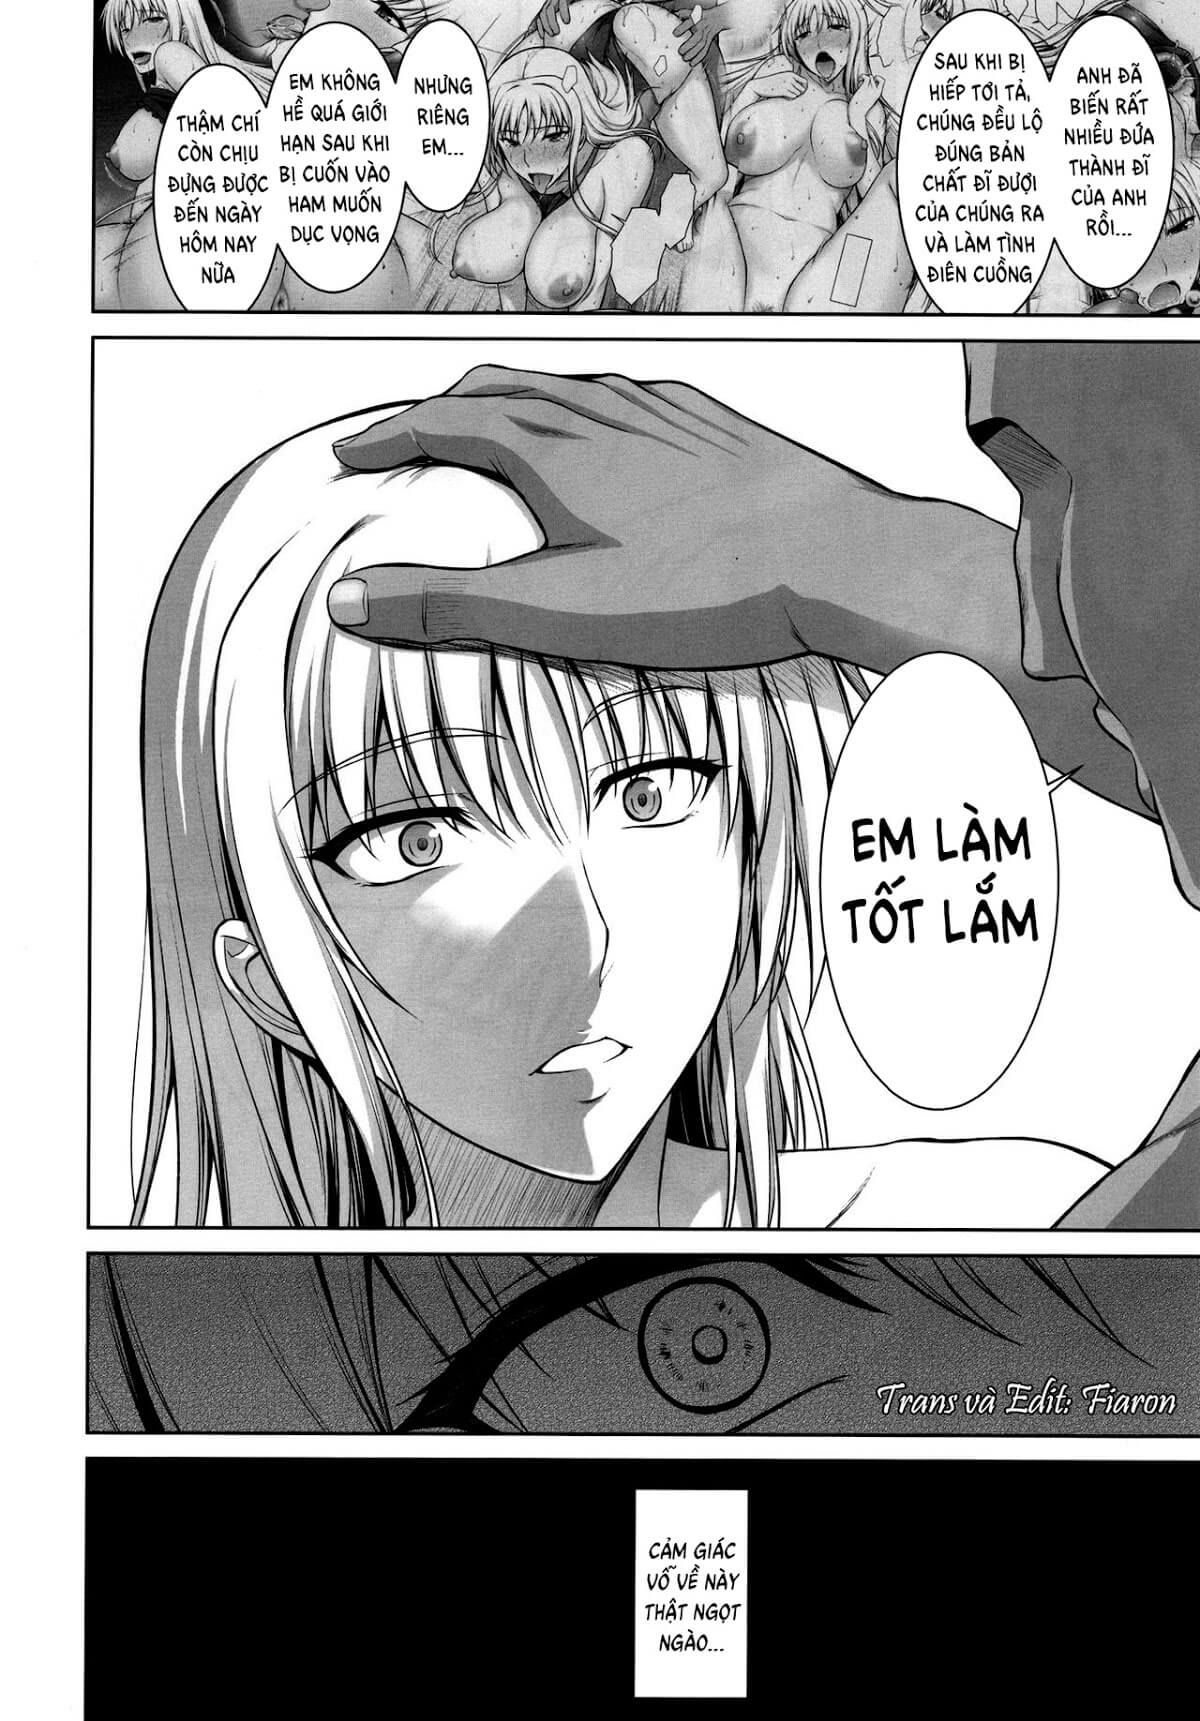 ANH ĐÃ
BIẾN RẤT
NHIỀU ĐỨA
THÀNH ĐĨ
CỦA ANH
RỒI...
SAU KHI BỊ
HIẾP TƠI TẢ,
CHÚNG ĐỀU LỘ
ĐÚNG BẢN
CHẤT ĐĨ ĐƯỢI
CỦA CHÚNG RA
VÀ LÀM TÌNH
ĐIÊN CUỒNG
NHƯNG
RIÊNG
EM...
EM KHÔNG
HỀ QUÁ GIỚI
HẠN SAU KHI
BỊ CUỐN VÀO
HAM MUỐN
DỤC VỌNG
THẬM CHÍ
CÒN CHỊU
ĐỰNG ĐƯỢC
ĐẾN NGÀY
HÔM NAY
NỮA
EM LÀM
TỐT LẮM
Trans và Edit: Fiaron
CẢM GIÁC
VỖ VỀ NÀY
THẬT NGỌT
NGÀO...